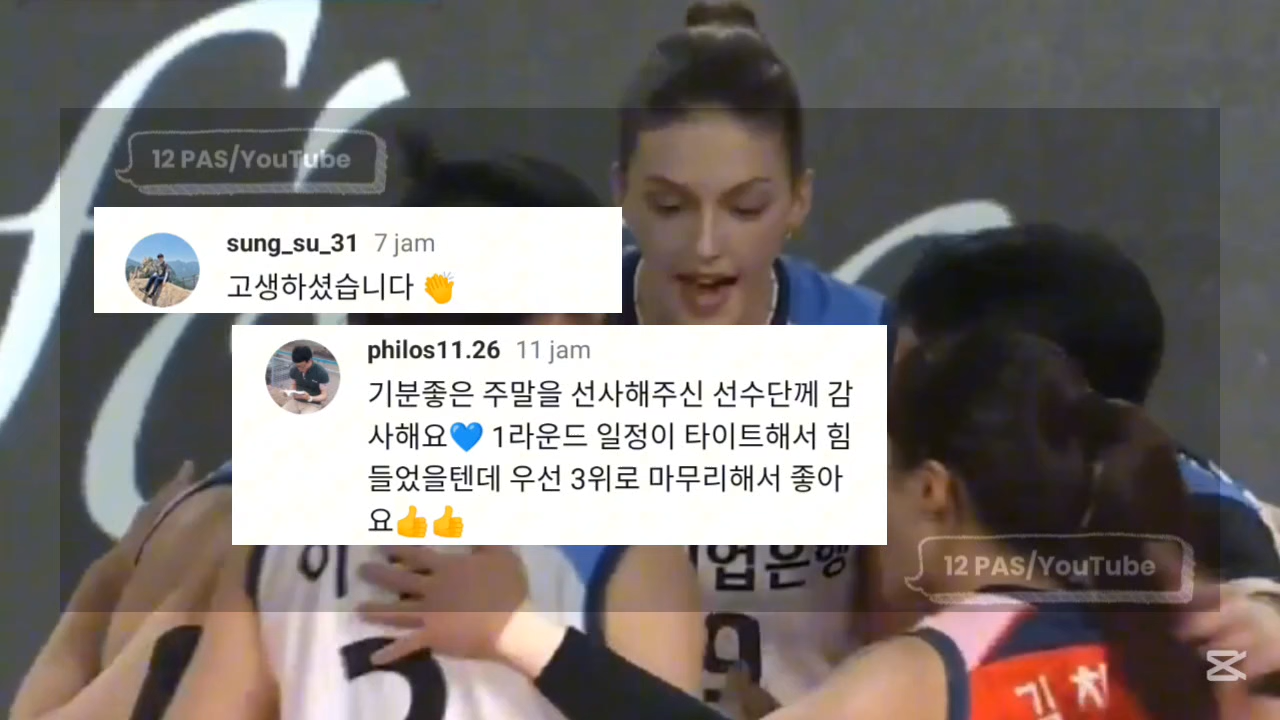 12 PAS/YouTube
sung_su_31 7 jam
고생하셨습니다 👏
philos11.26 11 jam
기분좋은 주말을 선사해주신 선수단께 감
사해요💙 1라운드 일정이 타이트해서 힘
들었을텐데 우선 3위로 마무리해서 좋아
요👍👍
이
업은행
12 PAS/YouTube
김천